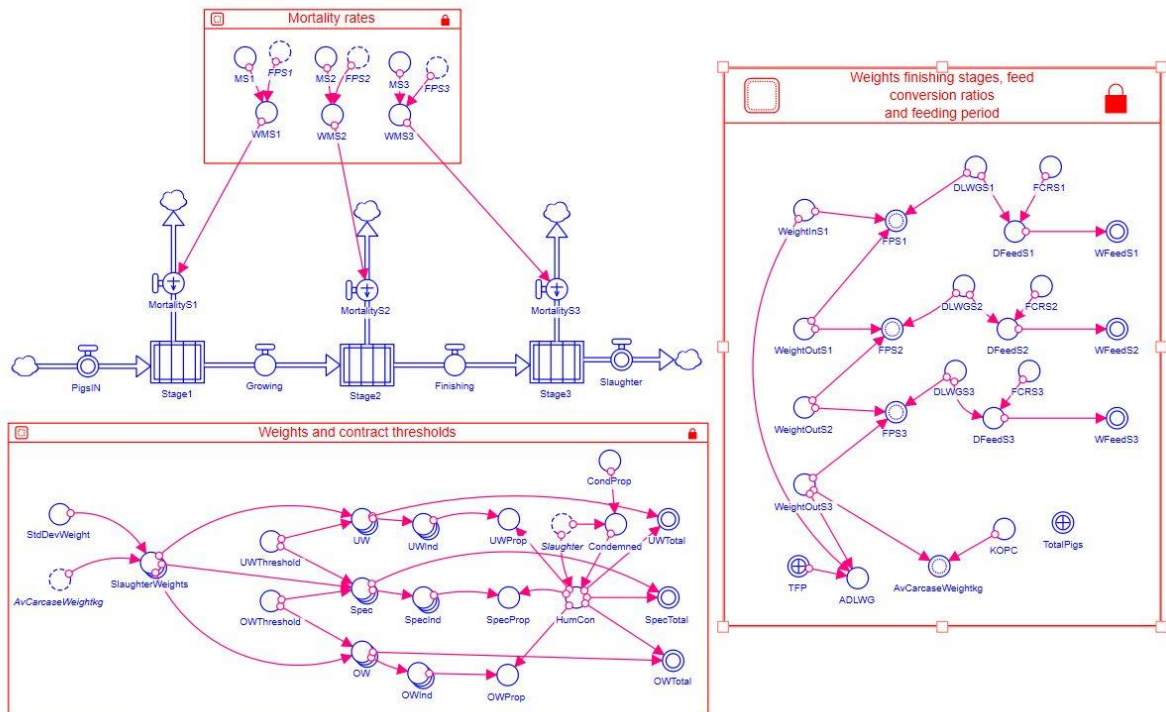 Mortality rates
MS1
FPS1
MS2
FPS2
MS3
FPS3
WMS1
WMS2
WMS3
MortalityS1
MortalityS2
MortalityS3
PigsIN
Stage1
Growing
Stage2
Finishing
Stage3
Slaughter
Weights and contract thresholds
CondProp
StdDevWeight
UW
UWInd
UWProp
Slaughter
Condemned
UWTotal
UWThreshold
SlaughterWeights
AvCarcaseWeightkg
Spec
SpecInd
SpecProp
HumCon
SpecTotal
OWThreshold
OW
OWInd
OWProp
OWTotal
Weights finishing stages, feed
conversion ratios
and feeding period
DLWGS1
FCRS1
WeightInS1
FPS1
DFeedS1
WFeedS1
DLWGS2
FCRS2
WeightOutS1
FPS2
DFeedS2
WFeedS2
DLWGS3
FCRS3
WeightOutS2
FPS3
DFeedS3
WFeedS3
WeightOutS3
KOPC
TotalPigs
TFP
ADLWG
AvCarcaseWeightkg